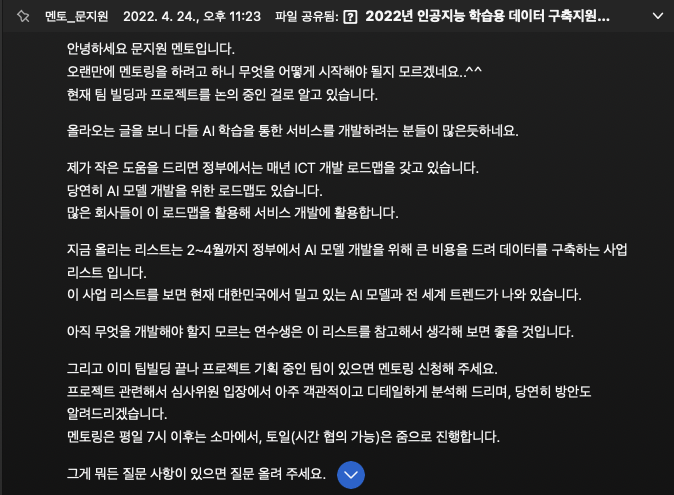 멘토_문지원 2022. 4. 24., 오후 11:23 파일 공유됨: ? 2022년 인공지능 학습용 데이터 구축지원...
안녕하세요 문지원 멘토입니다.
오랜만에 멘토링을 하려고 하니 무엇을 어떻게 시작해야 될지 모르겠네요..^^
현재 팀 빌딩과 프로젝트를 논의 중인 걸로 알고 있습니다.
올라오는 글을 보니 다들 AI 학습을 통한 서비스를 개발하려는 분들이 많은듯하네요.
제가 작은 도움을 드리면 정부에서는 매년 ICT 개발 로드맵을 갖고 있습니다.
당연히 AI 모델 개발을 위한 로드맵도 있습니다.
많은 회사들이 이 로드맵을 활용해 서비스 개발에 활용합니다.
지금 올리는 리스트는 2~4월까지 정부에서 AI 모델 개발을 위해 큰 비용을 드려 데이터를 구축하는 사업
리스트 입니다.
이 사업 리스트를 보면 현재 대한민국에서 밀고 있는 AI 모델과 전 세계 트렌드가 나와 있습니다.
아직 무엇을 개발해야 할지 모르는 연수생은 이 리스트를 참고해서 생각해 보면 좋을 것입니다.
그리고 이미 팀빌딩 끝나 프로젝트 기획 중인 팀이 있으면 멘토링 신청해 주세요.
프로젝트 관련해서 심사위원 입장에서 아주 객관적이고 디테일하게 분석해 드리며, 당연히 방안도
알려드리겠습니다.
멘토링은 평일 7시 이후는 소마에서, 토일(시간 협의 가능)은 줌으로 진행합니다.
그게 뭐든 질문 사항이 있으면 질문 올려 주세요.